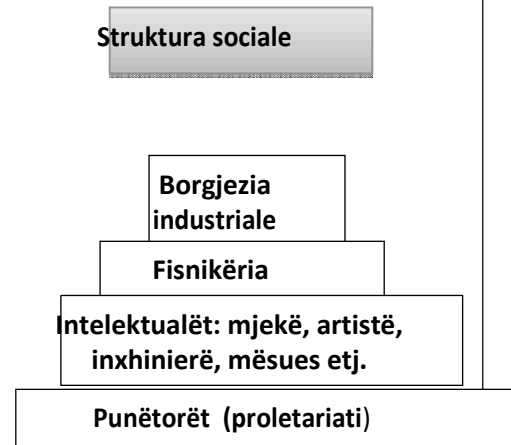 Struktura sociale
Borgjezia
industriale
Fisnikëria
Intelektualët: mjekë, artistë,
inxhinierë, mësues etj.
Punëtorët (proletariati)